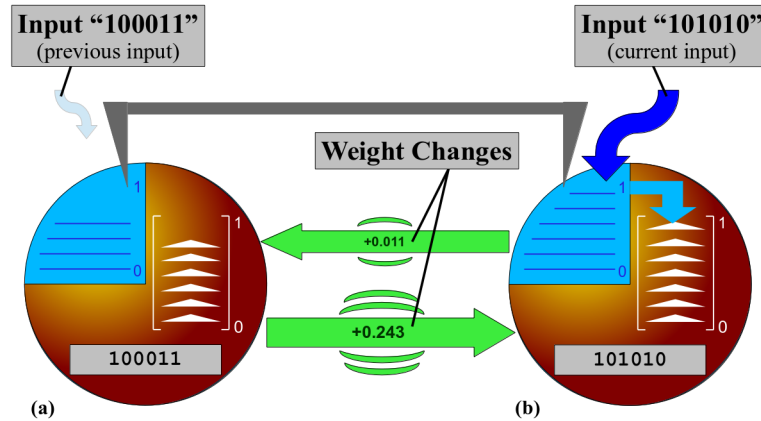 Input “100011”
(previous input)
Input “101010”
(current input)
Weight Changes
1
0
1
0
+0.011
+0.243
1
0
1
0
100011
101010
(a)
(b)